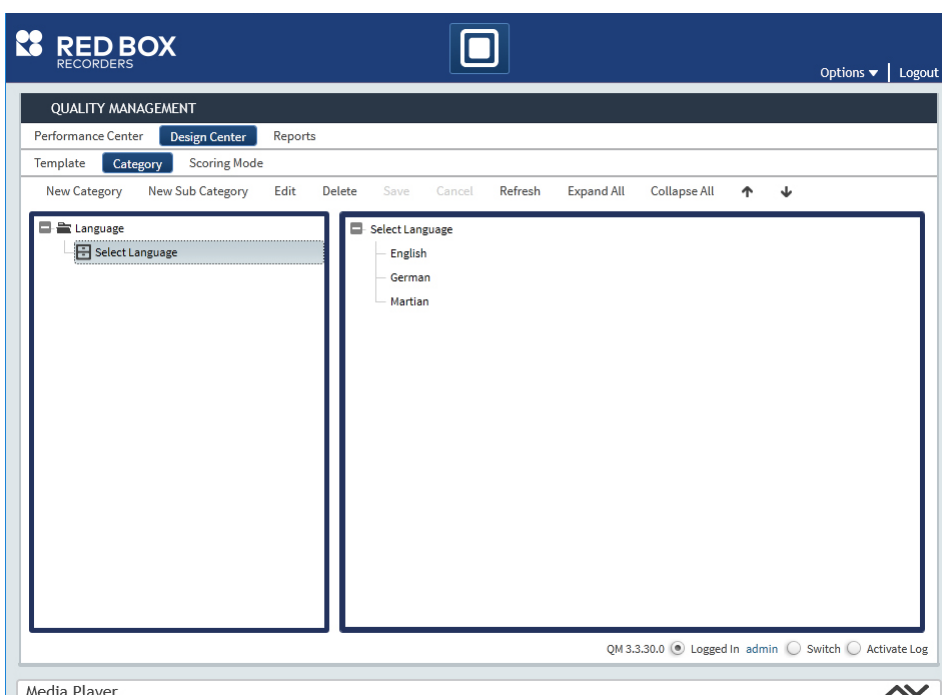 RED BOX
RECORDERS
Options Logout
QUALITY MANAGEMENT
Performance Center Design Center Reports
Template Category Scoring Mode
New Category New Sub Category Edit Delete Save Cancel Refresh Expand All Collapse All
Language
Select Language
Select Language
English
German
Martian
QM 3.3.30.0 Logged In admin Switch Activate Log
Media Player